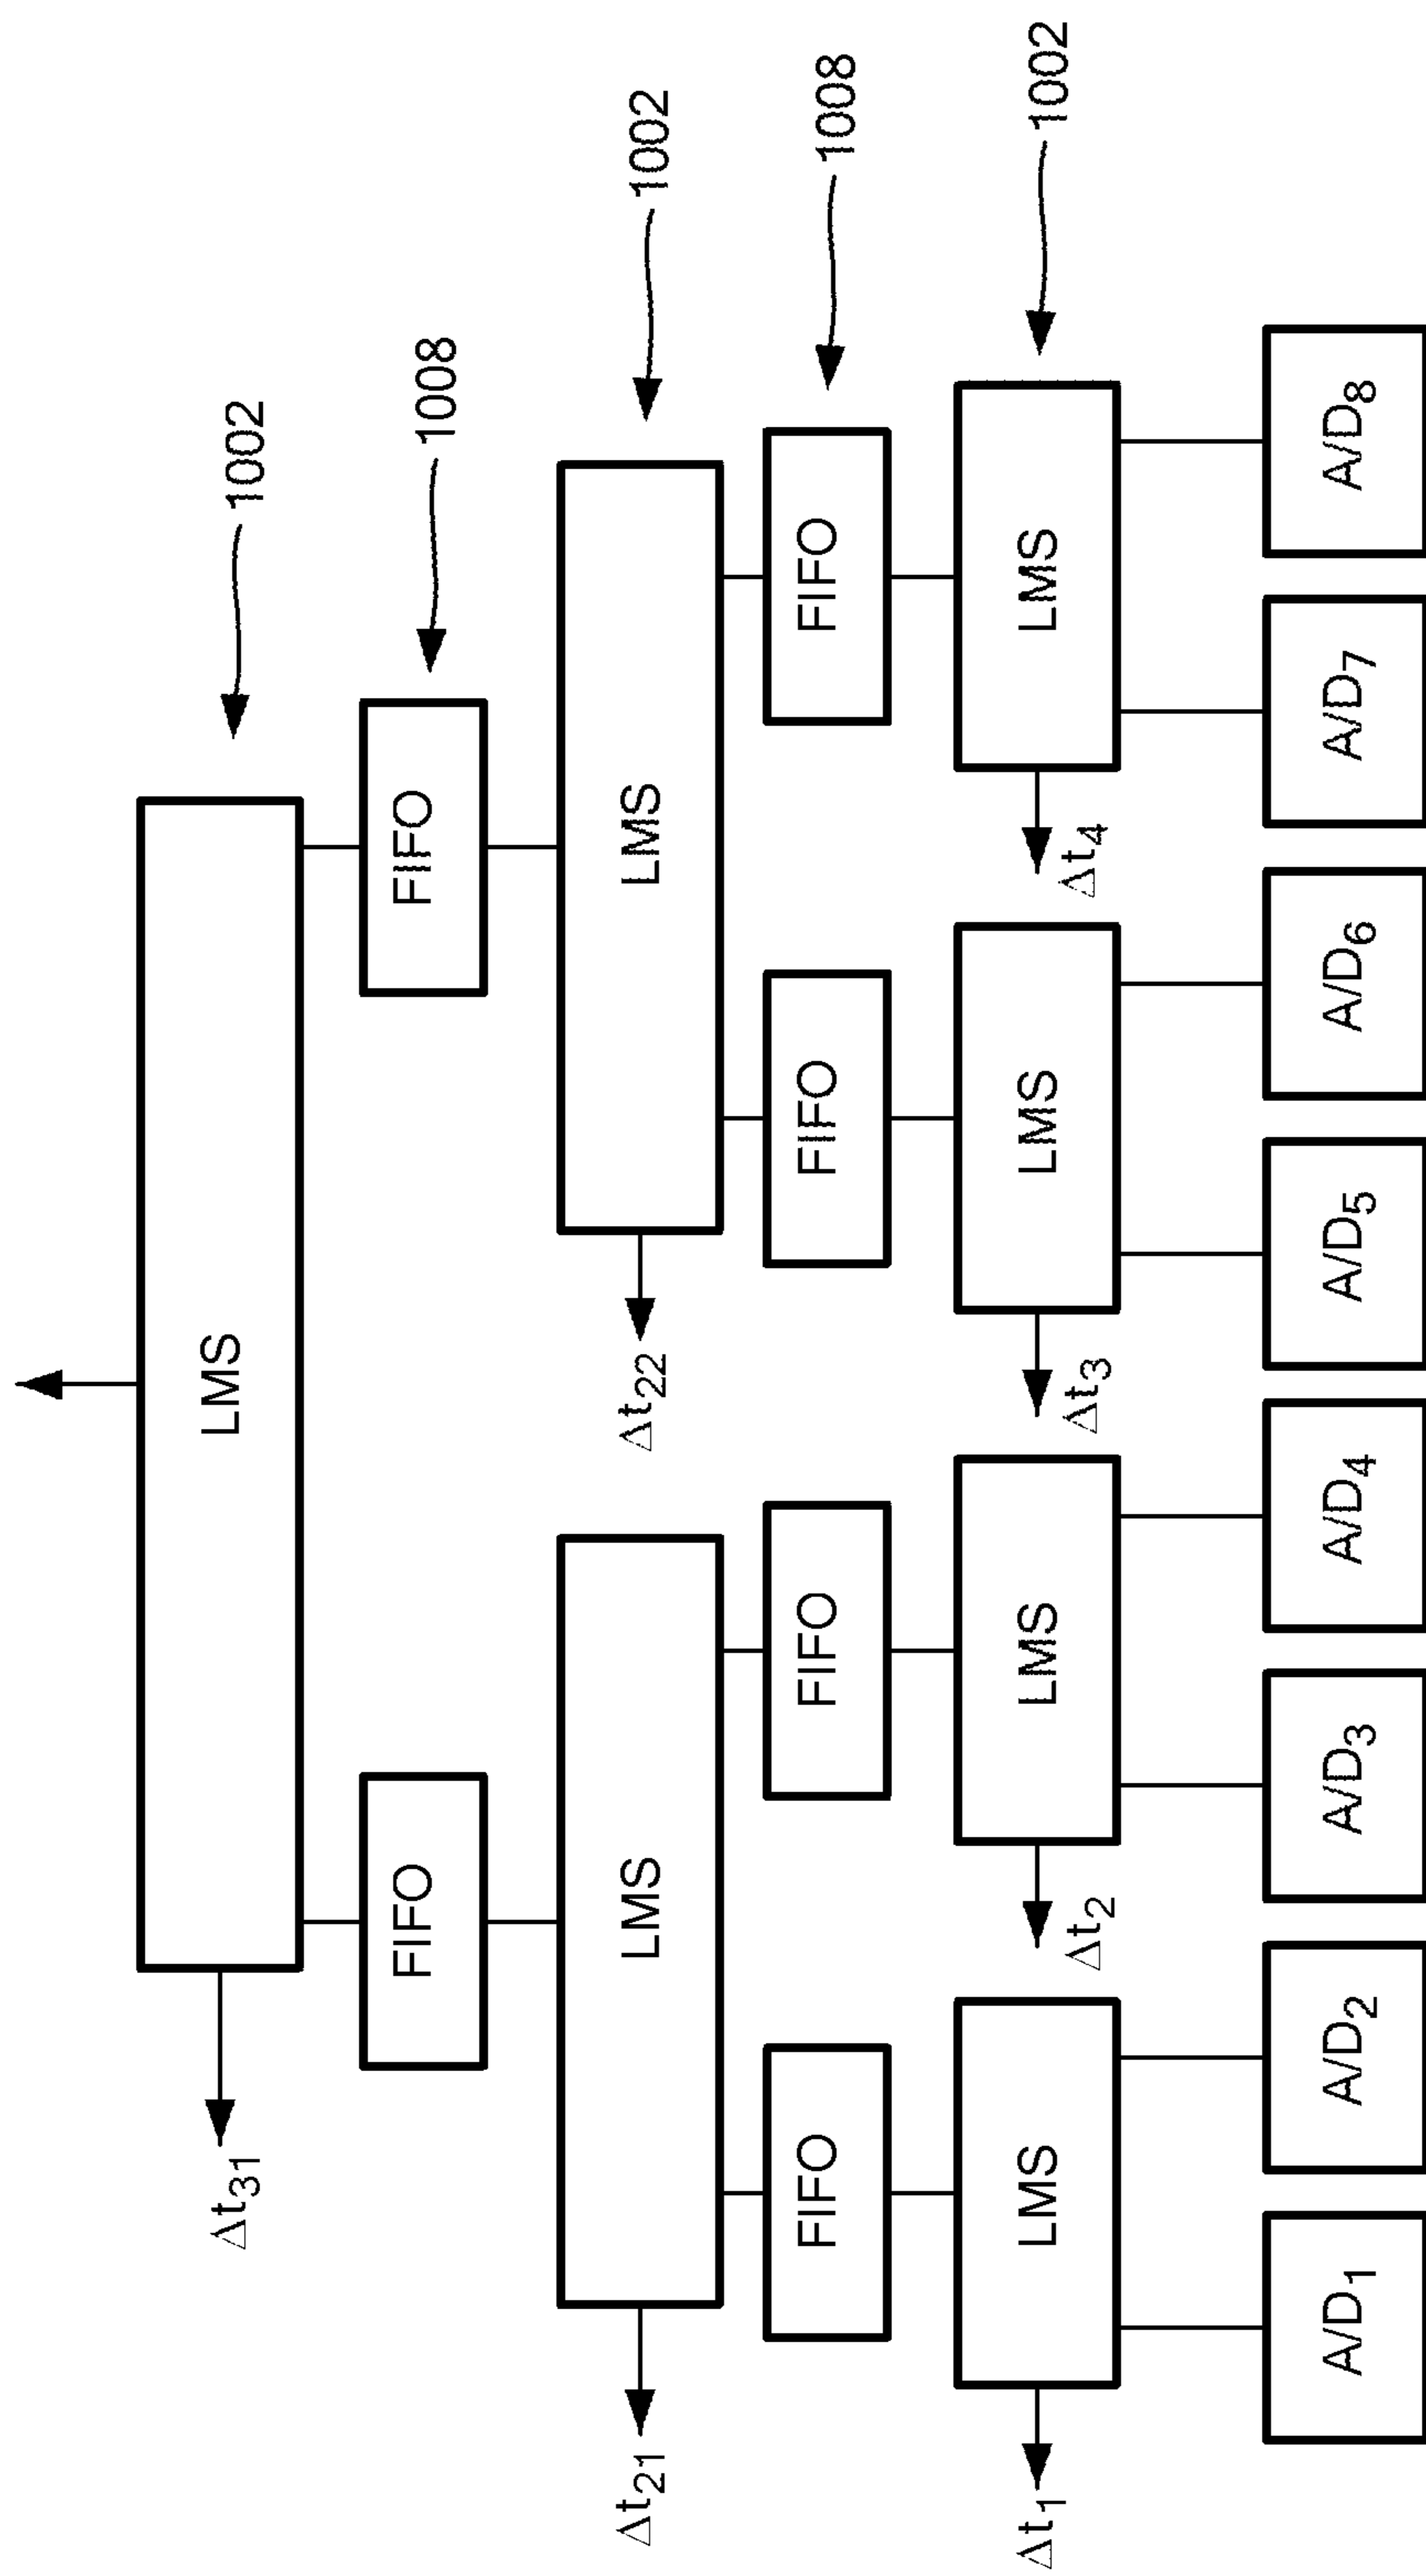 1002
LMS
Δt₃₁
1008
FIFO
FIFO
1002
LMS
LMS
Δt₂₁
Δt₂₂
1008
FIFO
FIFO
FIFO
FIFO
1002
LMS
LMS
LMS
LMS
Δt₁
Δt₂
Δt₃
Δt₄
A/D₁
A/D₂
A/D₃
A/D₄
A/D₅
A/D₆
A/D₇
A/D₈